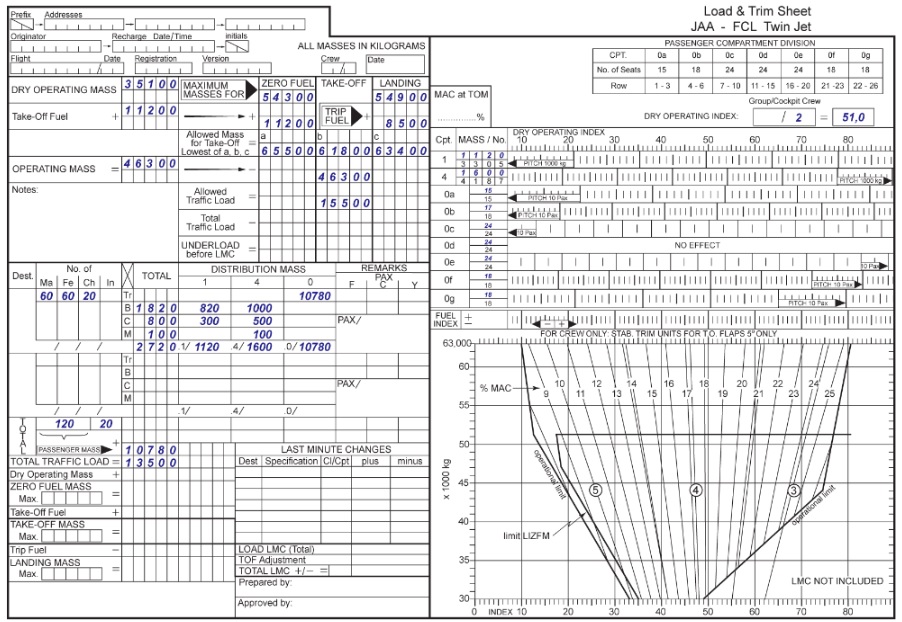 Load & Trim Sheet
JAA - FCL Twin Jet
Prefix Addresses
Originator Recharge Date/Time initials
ALL MASSES IN KILOGRAMS
Flight Date Registration Version Crew Date
DRY OPERATING MASS 35100 MAXIMUM MASSES FOR ZERO FUEL TAKE-OFF LANDING
54300 54900
Take-Off Fuel + 11200 + 11200 TRIP FUEL + 8500
Allowed Mass for Take-Off Lowest of a, b, c = a 65500 b 61800 c 63400
OPERATING MASS = 46300 46300
Notes:
Allowed Traffic Load = 15500
Total Traffic Load −
UNDERLOAD before LMC =
Dest. No. of TOTAL DISTRIBUTION MASS REMARKS
Ma Fe Ch In 1 4 0 PAX F C Y
60 60 20 Tr 10780
B 1820 820 1000
C 800 300 500 PAX/
M 100 100
/ / / 2720 .1/ 1120 .4/ 1600 .0/ 10780
Tr
B
C PAX/
M
/ / / .1/ .4/ .0/
TOTAL 120 20
PASSENGER MASS + 10780
TOTAL TRAFFIC LOAD = 13500
Dry Operating Mass +
ZERO FUEL MASS
Max. =
Take-Off Fuel +
TAKE-OFF MASS
Max. =
Trip Fuel −
LANDING MASS
Max. =
LAST MINUTE CHANGES
Dest Specification Cl/Cpt plus minus
LOAD LMC (Total)
TOF Adjustment
TOTAL LMC +/− =
Prepared by:
Approved by:
PASSENGER COMPARTMENT DIVISION
CPT. 0a 0b 0c 0d 0e 0f 0g
No. of Seats 15 18 24 24 24 18 18
Row 1 - 3 4 - 6 7 - 10 11 - 15 16 - 20 21 -23 22 - 26
MAC at TOM
............%
Group/Cockpit Crew
DRY OPERATING INDEX: / 2 = 51,0
Cpt. MASS / No. DRY OPERATING INDEX
10 20 30 40 50 60 70 80
1 1120 3305 PITCH 1000 kg
4 1600 4187 PITCH 1000 kg
0a 15 15 PITCH 10 Pax
0b 17 18 PITCH 10 Pax
0c 24 24 10 Pax
0d 24 24 NO EFFECT
0e 24 24 10 Pax
0f 18 18 PITCH 10 Pax
0g 18 18 PITCH 10 Pax
FUEL INDEX + − − +
FOR CREW ONLY: STAB. TRIM UNITS FOR T.O. FLAPS 5° ONLY
63,000
60
55
50
45
40
35
30
x 1000 kg
% MAC
10 12 14 16 18 20 22 24
9 11 13 15 17 19 21 23 25
operational limit
5 4 3
operational limit
limit LIZFM
LMC NOT INCLUDED
0 INDEX 10 20 30 40 50 60 70 80